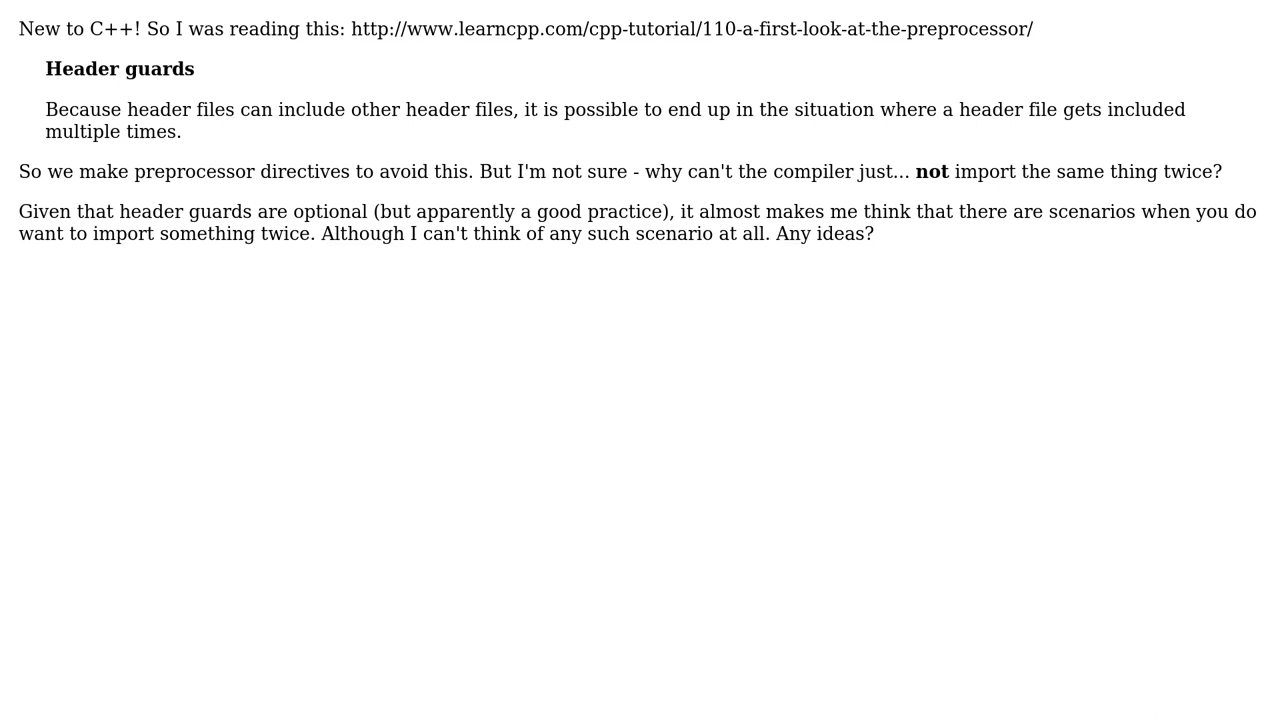 New to C++! So I was reading this: http://www.learncpp.com/cpp-tutorial/110-a-first-look-at-the-preprocessor/
Header guards
Because header files can include other header files, it is possible to end up in the situation where a header file gets included
multiple times.
So we make preprocessor directives to avoid this. But I'm not sure - why can't the compiler just... not import the same thing twice?
Given that header guards are optional (but apparently a good practice), it almost makes me think that there are scenarios when you do
want to import something twice. Although I can't think of any such scenario at all. Any ideas?